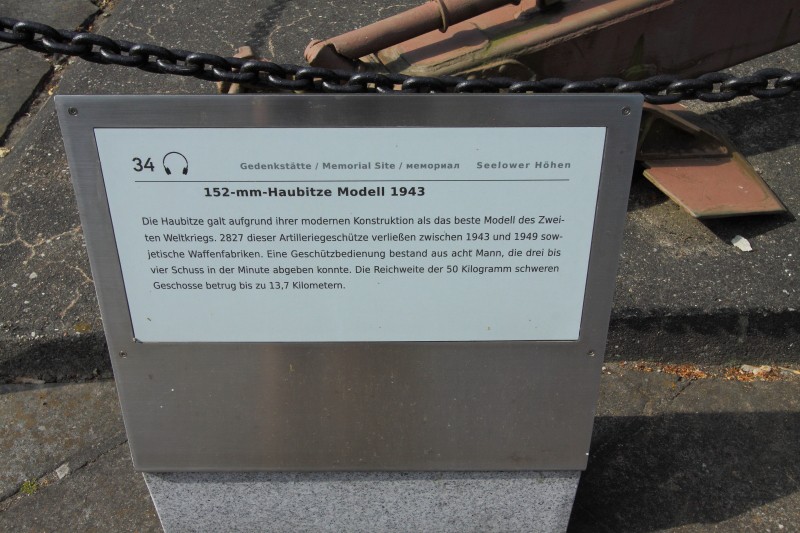 34 Gedenkstätte / Memorial Site / мемориал Seelower Höhen
152-mm-Haubitze Modell 1943
Die Haubitze galt aufgrund ihrer modernen Konstruktion als das beste Modell des Zwei-
ten Weltkriegs. 2827 dieser Artilleriegeschütze verließen zwischen 1943 und 1949 sow-
jetische Waffenfabriken. Eine Geschützbedienung bestand aus acht Mann, die drei bis
vier Schuss in der Minute abgeben konnte. Die Reichweite der 50 Kilogramm schweren
Geschosse betrug bis zu 13,7 Kilometern.